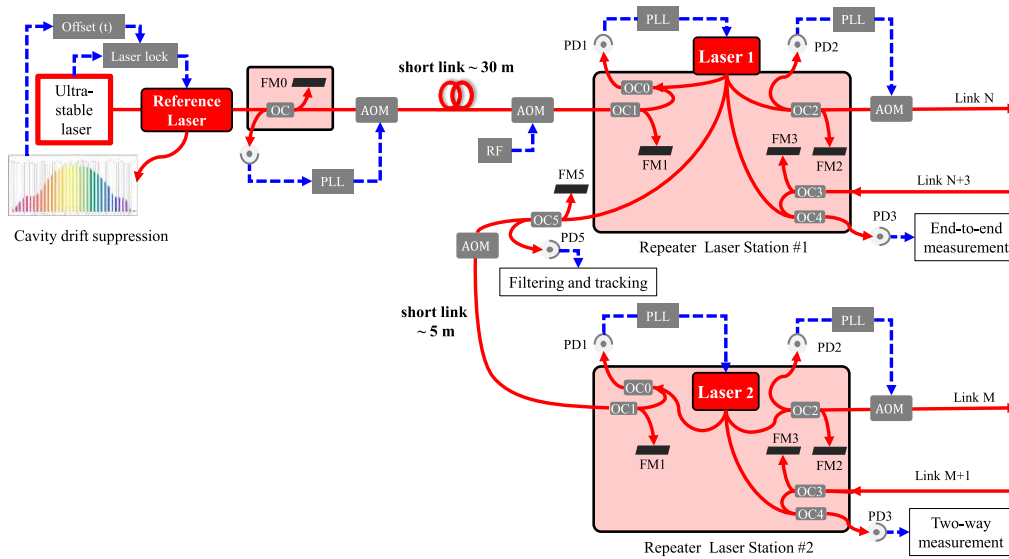 Offset (t)
Laser lock
Ultra-
stable
laser
Reference
Laser
FM0
OC
AOM
PLL
short link ~ 30 m
AOM
RF
Cavity drift suppression
PD1
PLL
Laser 1
PD2
PLL
OC0
OC1
FM1
OC2
FM2
AOM
Link N
FM3
OC3
Link N+3
OC4
PD3
End-to-end
measurement
Repeater Laser Station #1
FM5
OC5
AOM
PD5
Filtering and tracking
short link
~ 5 m
PD1
PLL
Laser 2
PD2
PLL
OC0
OC1
FM1
OC2
FM2
AOM
Link M
FM3
OC3
Link M+1
OC4
PD3
Two-way
measurement
Repeater Laser Station #2